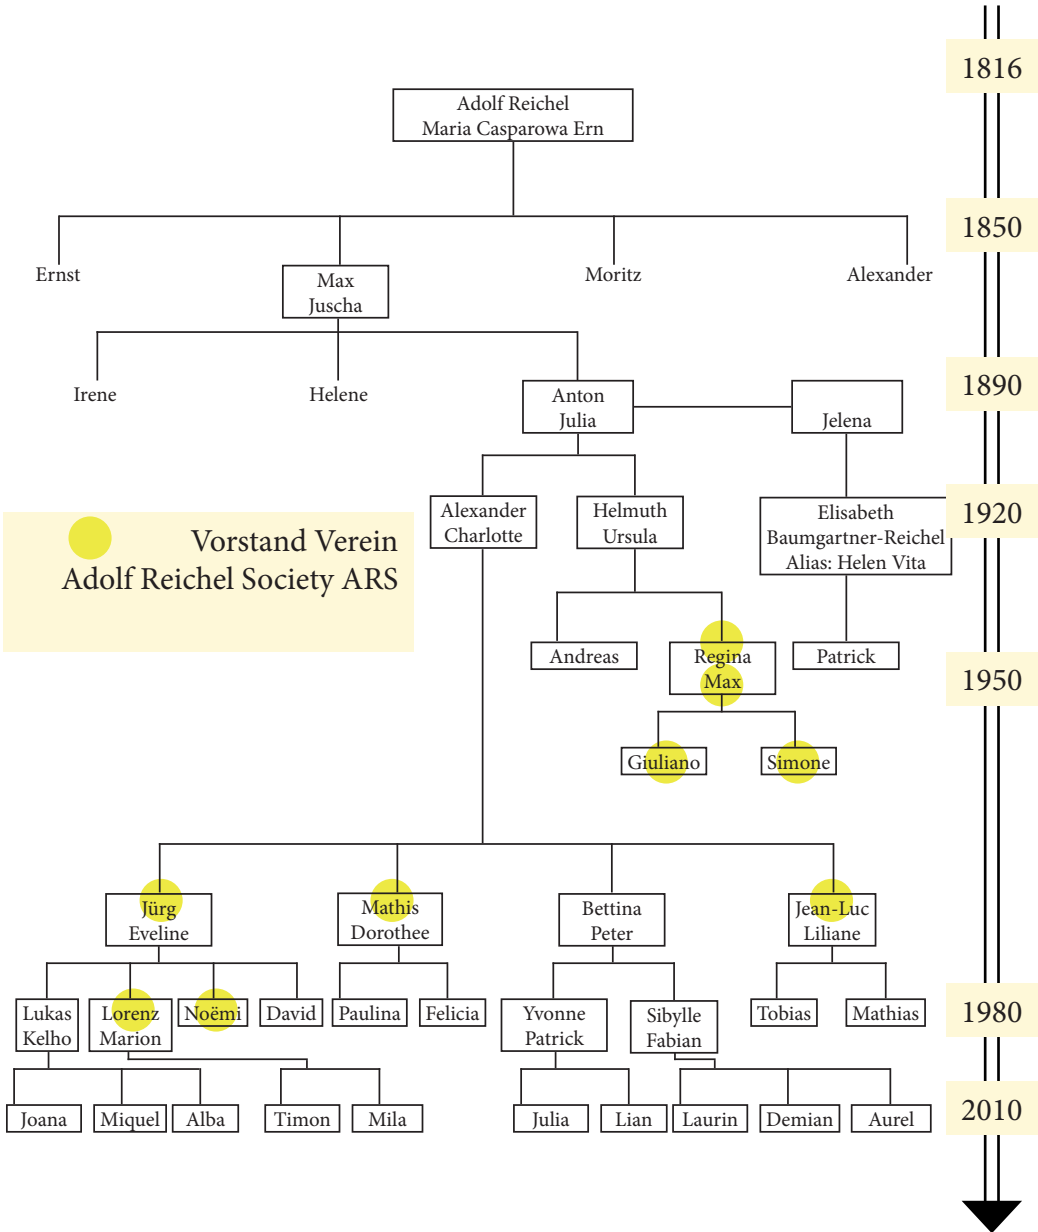 1816
Adolf Reichel
Maria Casparowa Ern
1850
Ernst
Max
Juscha
Moritz
Alexander
1890
Irene
Helene
Anton
Julia
Jelena
1920
Alexander
Charlotte
Helmuth
Ursula
Elisabeth
Baumgartner-Reichel
Alias: Helen Vita
Vorstand Verein
Adolf Reichel Society ARS
Andreas
Regina
Max
Patrick
1950
Giuliano
Simone
Jürg
Eveline
Mathis
Dorothee
Bettina
Peter
Jean-Luc
Liliane
1980
Lukas
Kelho
Lorenz
Marion
Noëmi
David
Paulina
Felicia
Yvonne
Patrick
Sibylle
Fabian
Tobias
Mathias
2010
Joana
Miquel
Alba
Timon
Mila
Julia
Lian
Laurin
Demian
Aurel